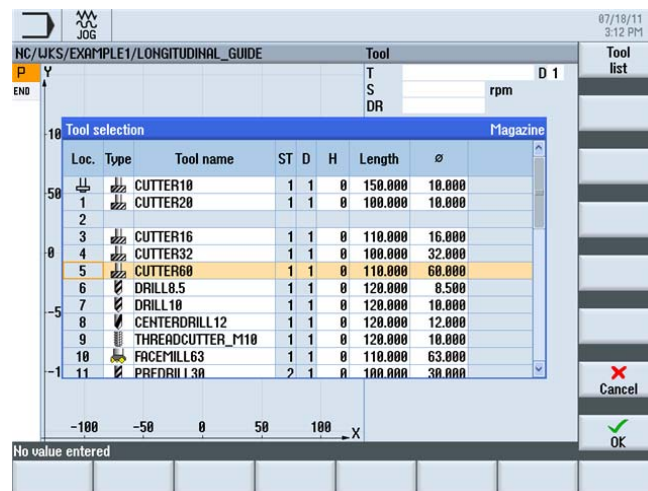 JOG
07/18/11
3:12 PM
NC/WKS/EXAMPLE1/LONGITUDINAL_GUIDE
Tool
Tool list
P
Y
T D 1
END
S rpm
DR
Tool selection Magazine
Loc. Type Tool name ST D H Length ø
CUTTER10 1 1 0 150.000 10.000
1 CUTTER20 1 1 0 100.000 10.000
2
3 CUTTER16 1 1 0 110.000 16.000
4 CUTTER32 1 1 0 100.000 32.000
5 CUTTER60 1 1 0 110.000 60.000
6 DRILL8.5 1 1 0 120.000 8.500
7 DRILL10 1 1 0 120.000 10.000
8 CENTERDRILL12 1 1 0 120.000 12.000
9 THREADCUTTER_M10 1 1 0 120.000 10.000
10 FACEMILL63 1 1 0 110.000 63.000
11 PREDRILL30 2 1 0 100.000 30.000
-10
-50
-0
--5
--1
-100 -50 0 50 100 X
Cancel
OK
No value entered